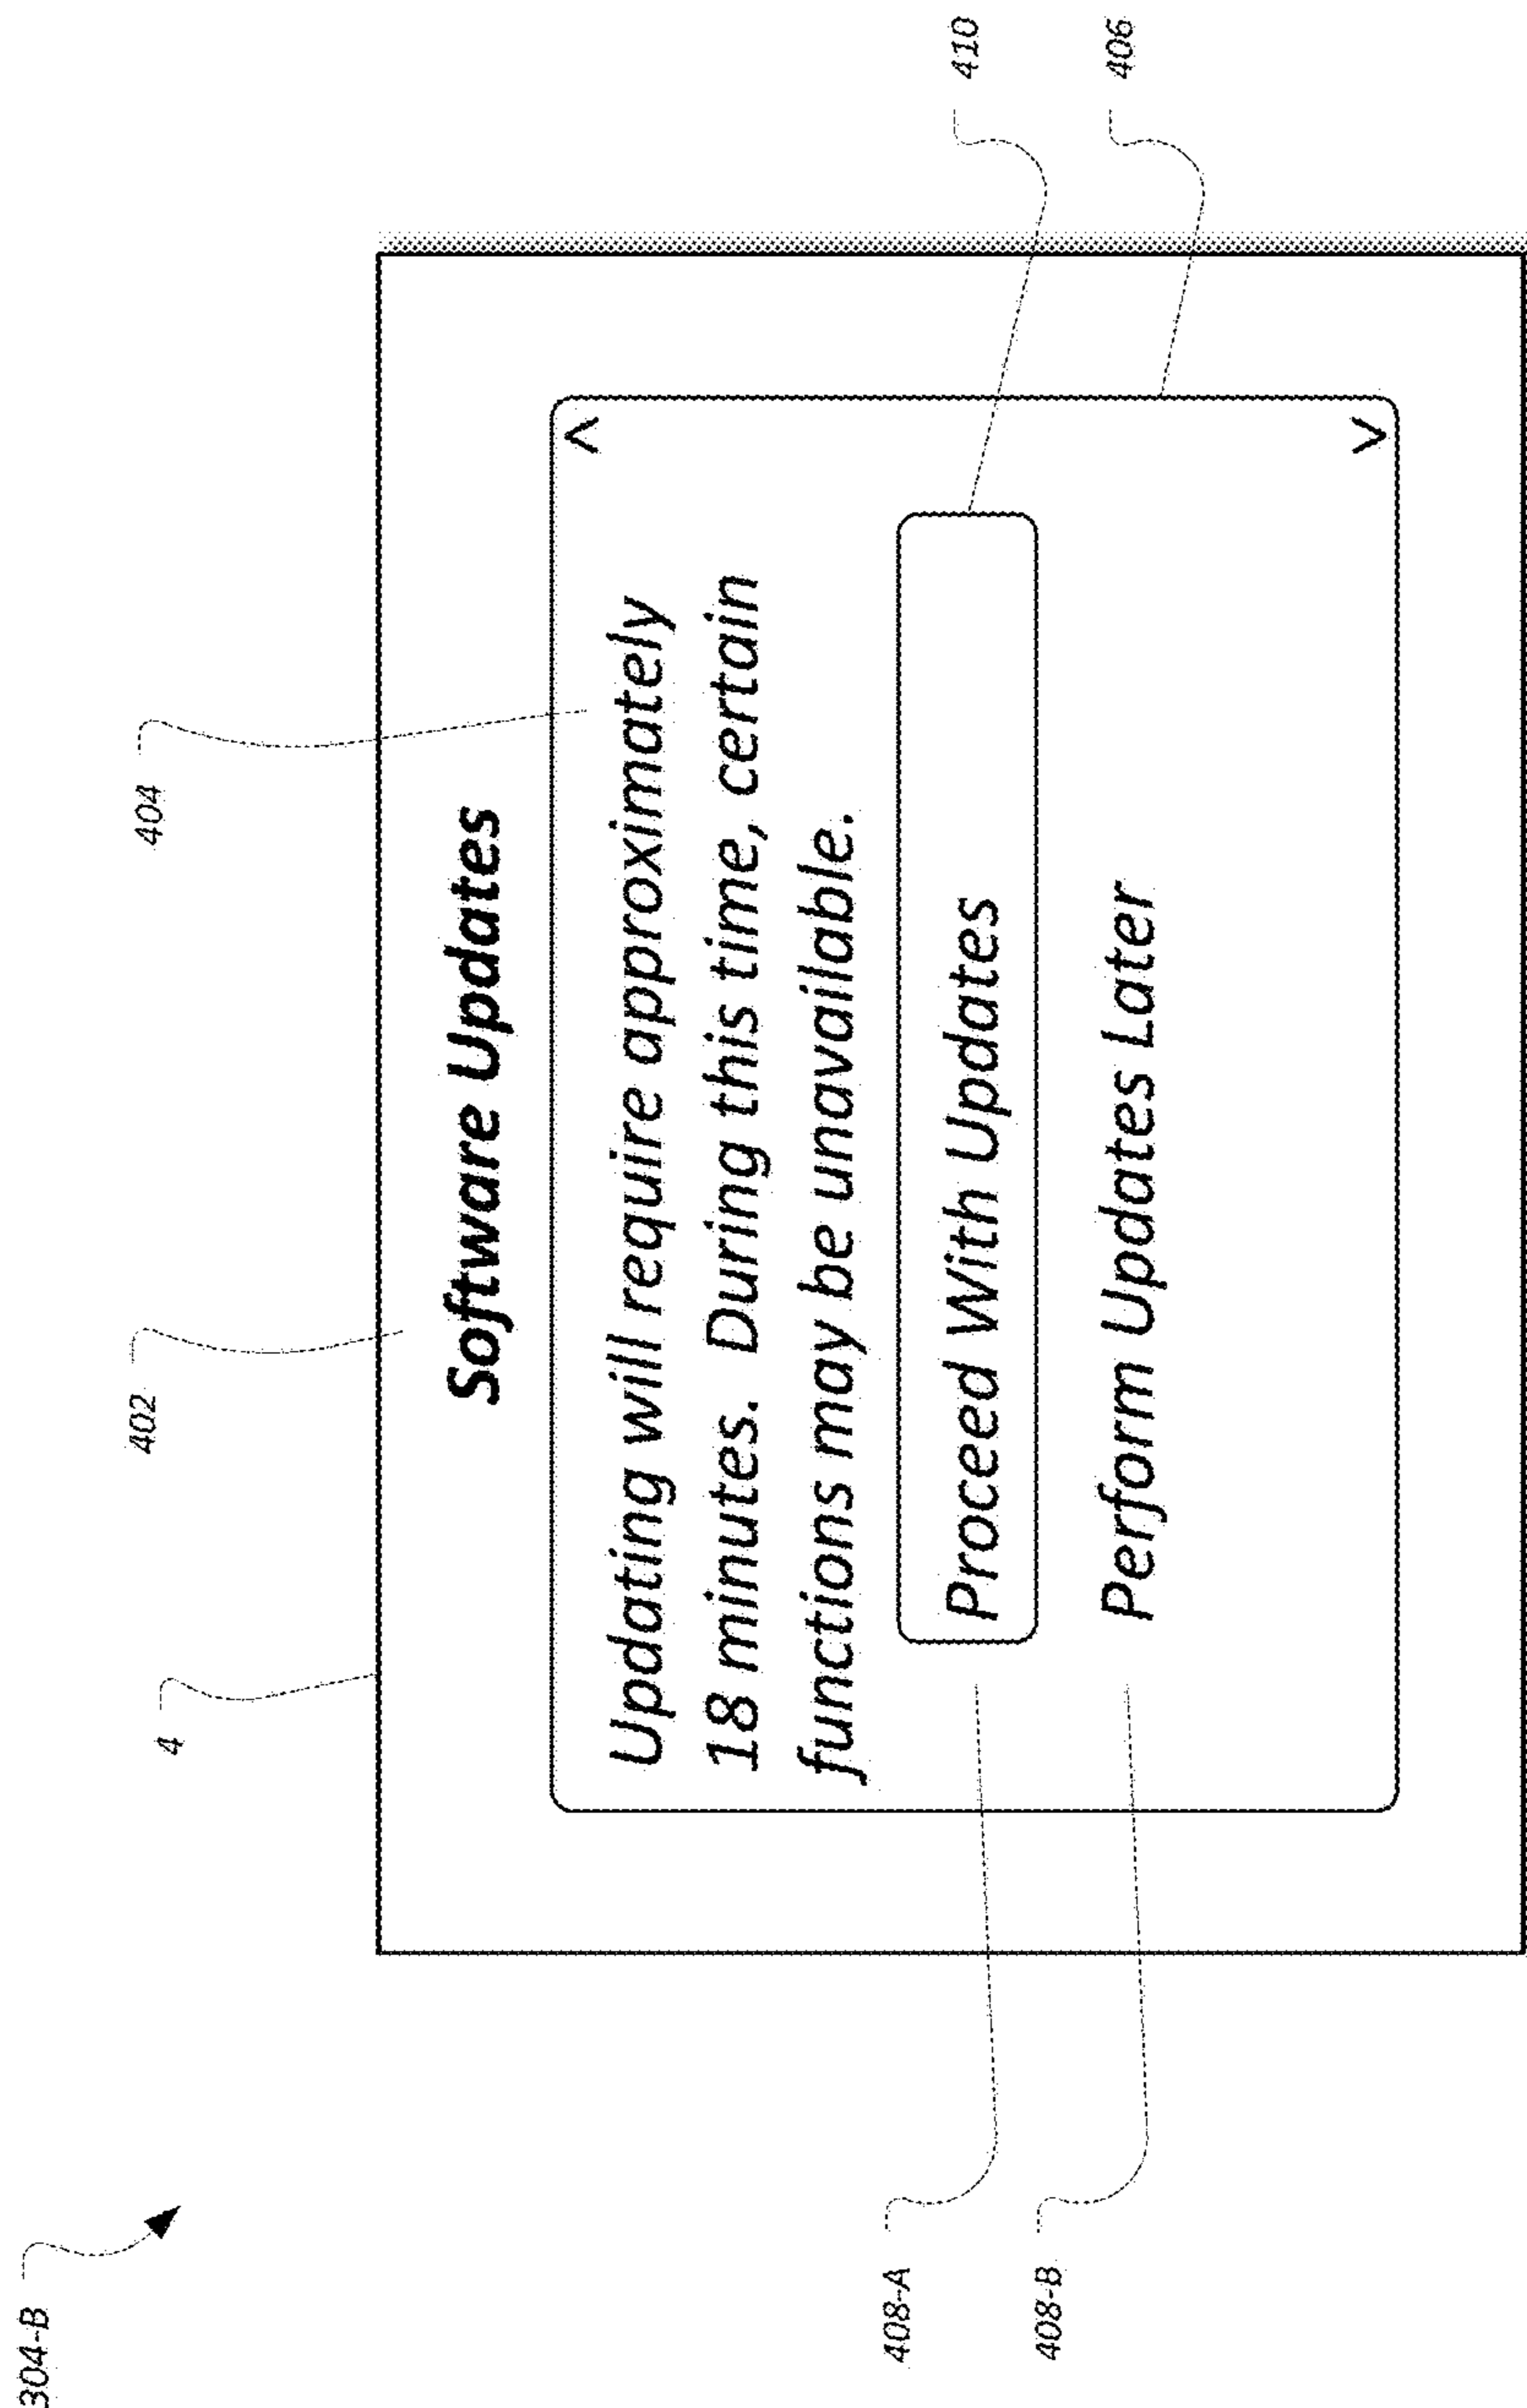 304-B
4
402
404
Software Updates
Updating will require approximately
18 minutes. During this time, certain
functions may be unavailable.
408-A
Proceed With Updates
410
408-B
Perform Updates Later
406